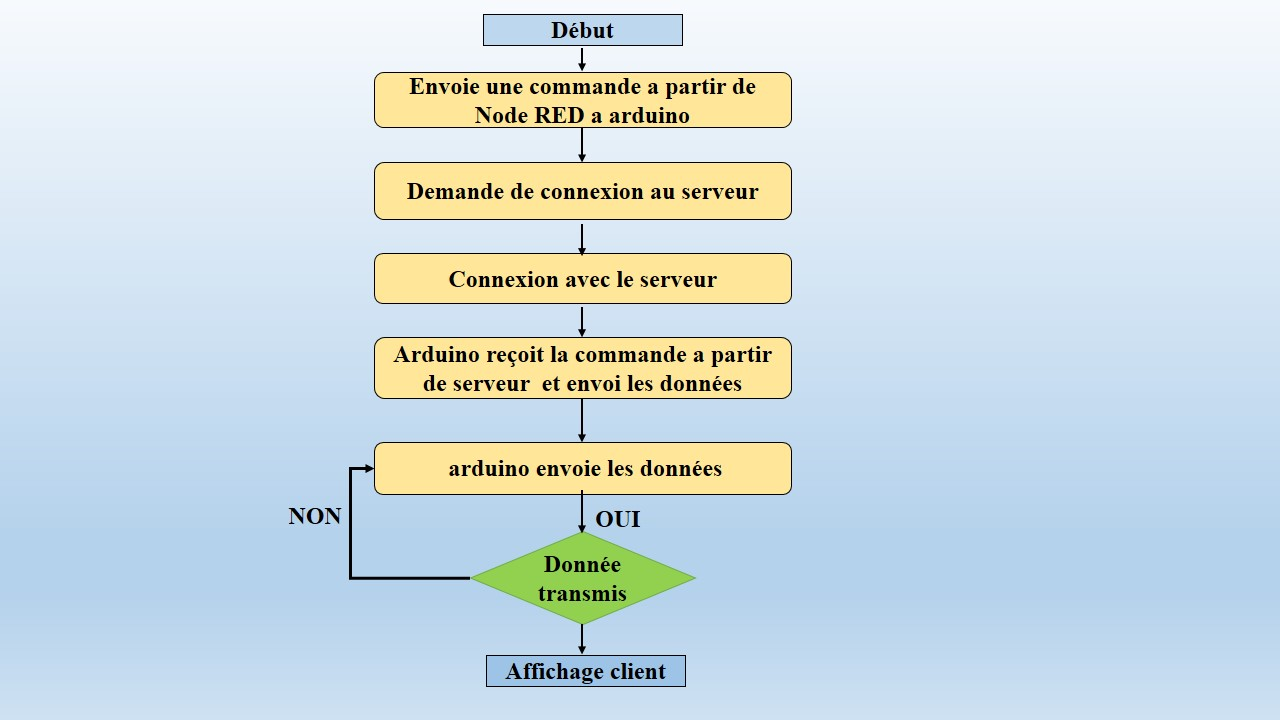 Début
Envoie une commande a partir de
Node RED a arduino
Demande de connexion au serveur
Connexion avec le serveur
Arduino reçoit la commande a partir
de serveur  et envoi les données
arduino envoie les données
NON
OUI
Donnée
transmis
Affichage client